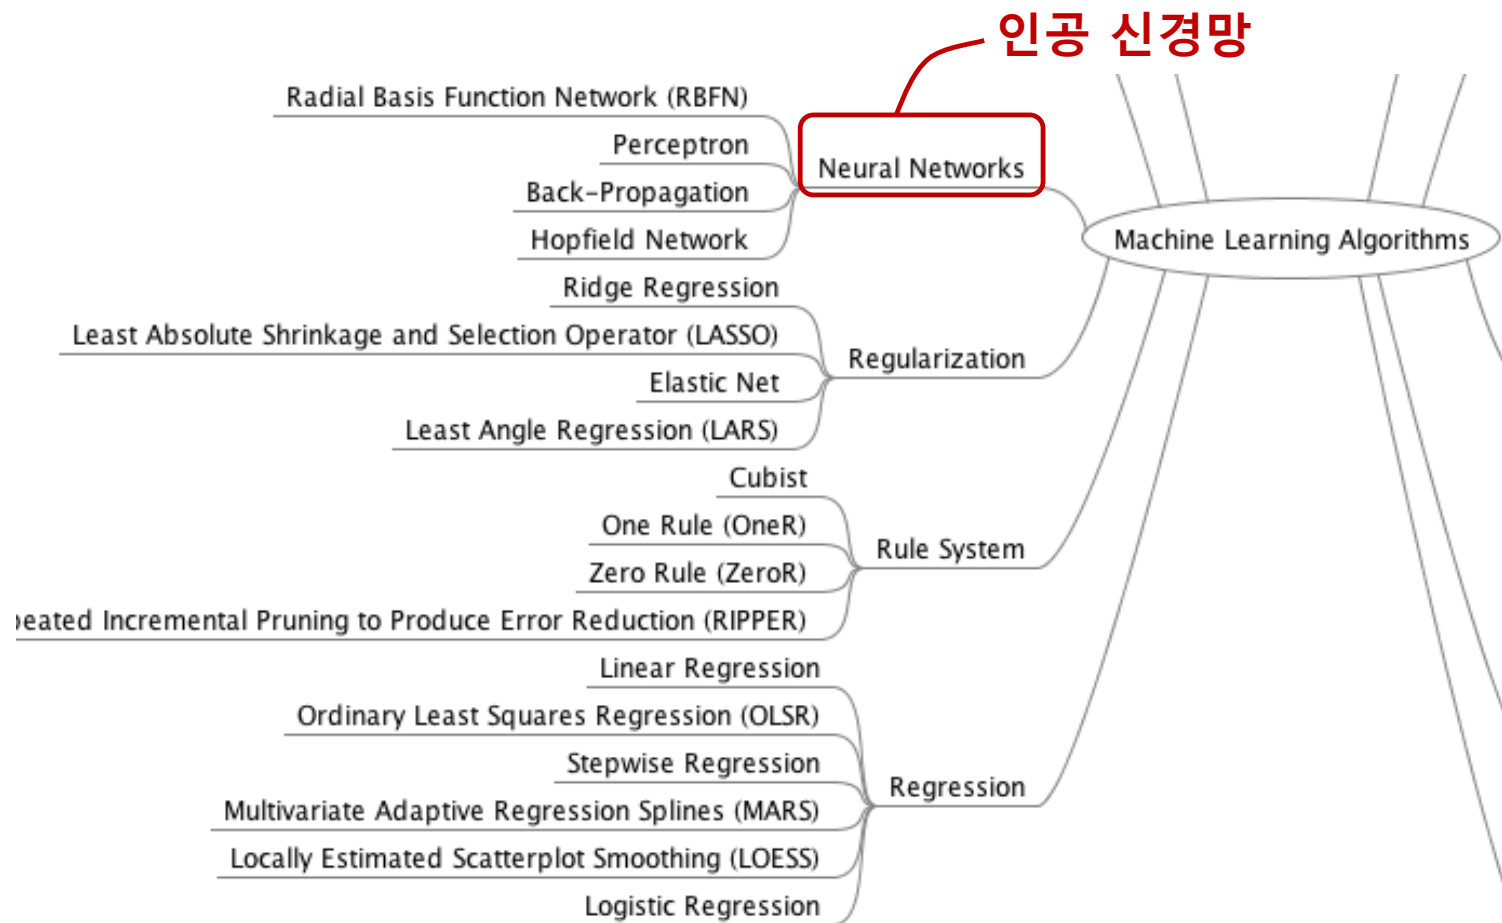 인공 신경망
Radial Basis Function Network (RBFN)
Perceptron
Back-Propagation
Hopfield Network
Neural Networks
Machine Learning Algorithms
Ridge Regression
Least Absolute Shrinkage and Selection Operator (LASSO)
Elastic Net
Least Angle Regression (LARS)
Regularization
Cubist
One Rule (OneR)
Zero Rule (ZeroR)
Incremental Pruning to Produce Error Reduction (RIPPER)
Rule System
Linear Regression
Ordinary Least Squares Regression (OLSR)
Stepwise Regression
Multivariate Adaptive Regression Splines (MARS)
Locally Estimated Scatterplot Smoothing (LOESS)
Logistic Regression
Regression